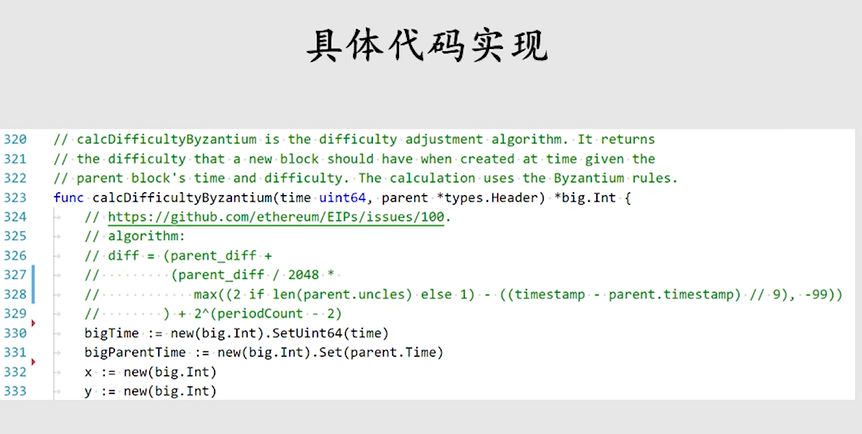 具体代码实现
320 // calcDifficultyByzantium is the difficulty adjustment algorithm. It returns
321 // the difficulty that a new block should have when created at time given the
322 // parent block's time and difficulty. The calculation uses the Byzantium rules.
323 func calcDifficultyByzantium(time uint64, parent *types.Header) *big.Int {
324 // https://github.com/ethereum/EIPs/issues/100.
325 // algorithm:
326 // diff = (parent_diff +
327 // (parent_diff / 2048 *
328 // max((2 if len(parent.uncles) else 1) - ((timestamp - parent.timestamp) // 9), -99))
329 // ) + 2^(periodCount - 2)
330 bigTime := new(big.Int).SetUint64(time)
331 bigParentTime := new(big.Int).Set(parent.Time)
332 x := new(big.Int)
333 y := new(big.Int)